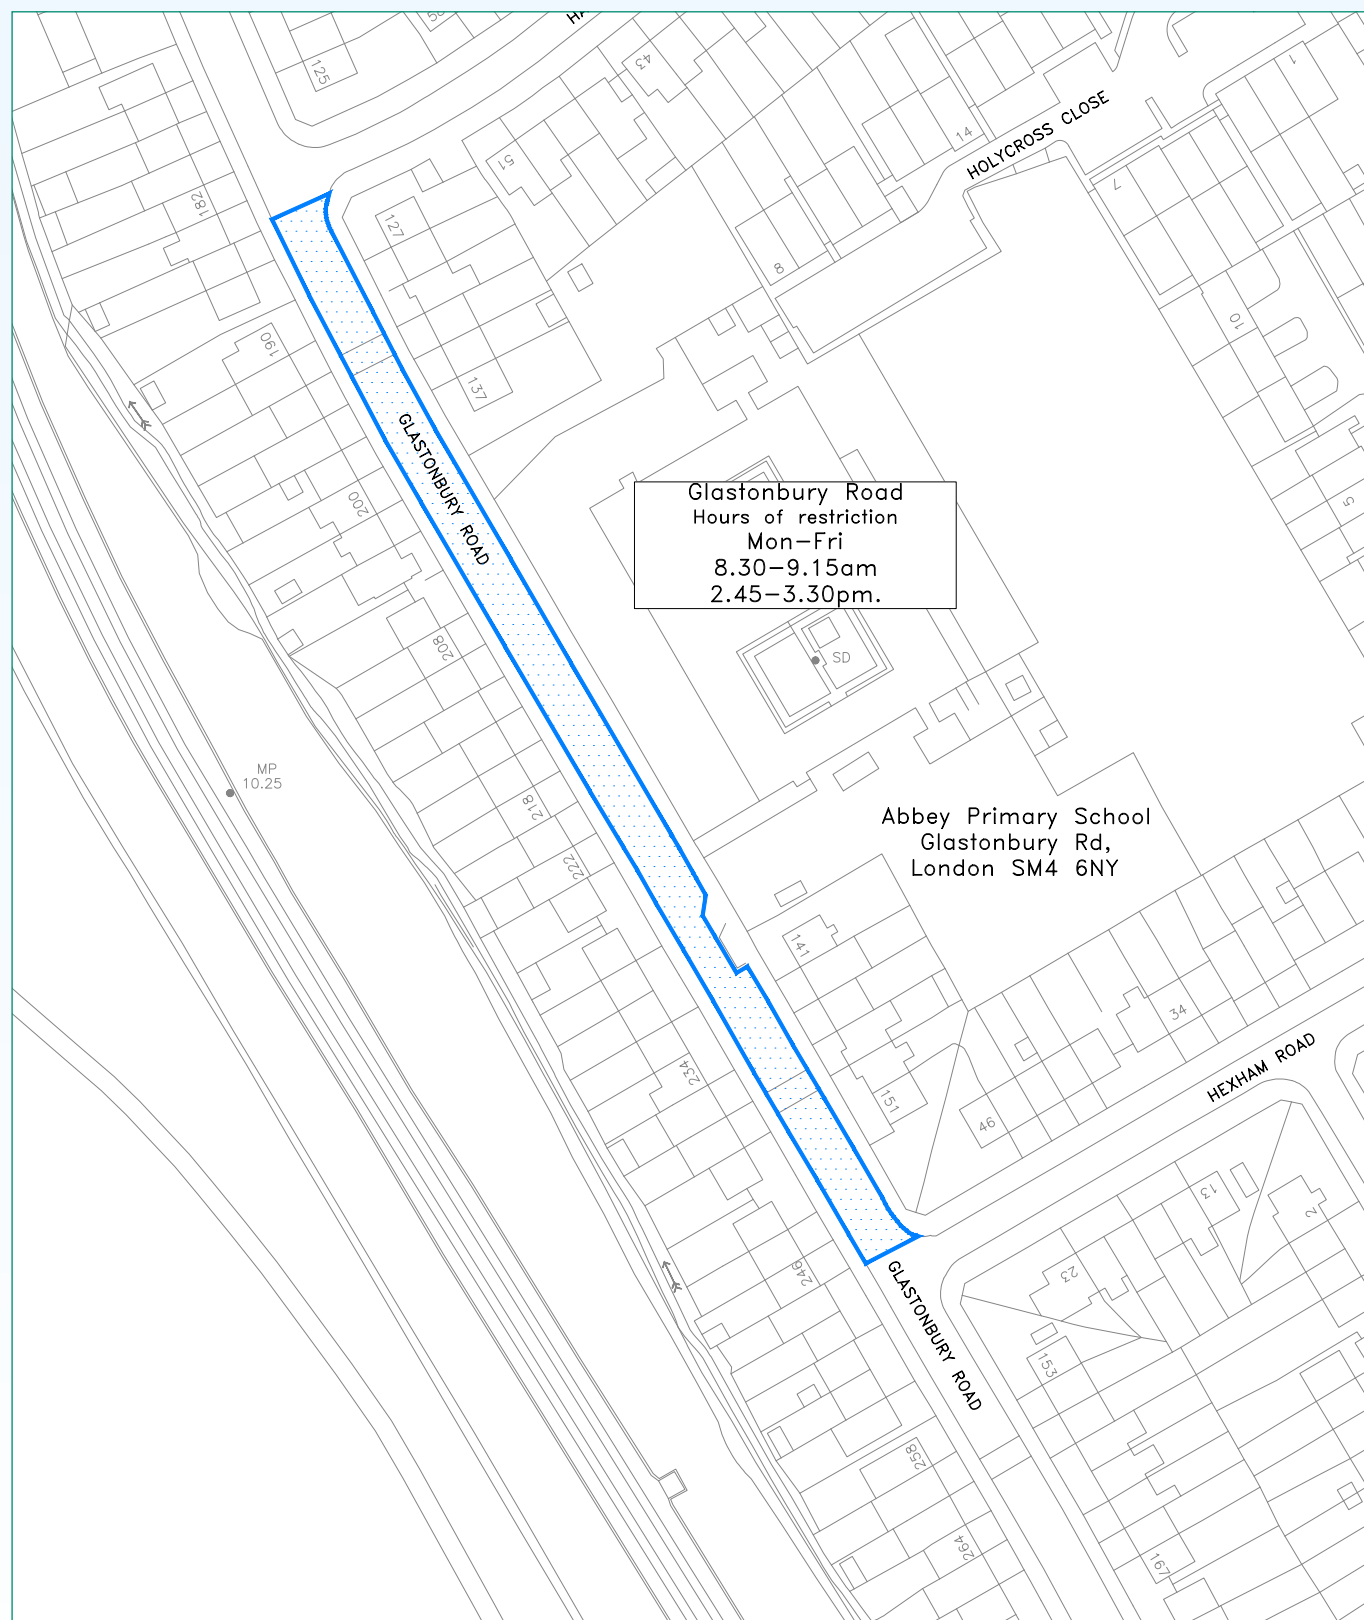 125
43
51
14
HOLYCROSS CLOSE
1
7
182
127
8
10
190
137
GLASTONBURY ROAD
200
5
Glastonbury Road
Hours of restriction
Mon-Fri
8.30-9.15am
2.45-3.30pm.
208
SD
MP
10.25
218
222
Abbey Primary School
Glastonbury Rd,
London SM4 6NY
141
34
234
151
46
HEXHAM ROAD
13
2
23
246
GLASTONBURY ROAD
153
258
264
197